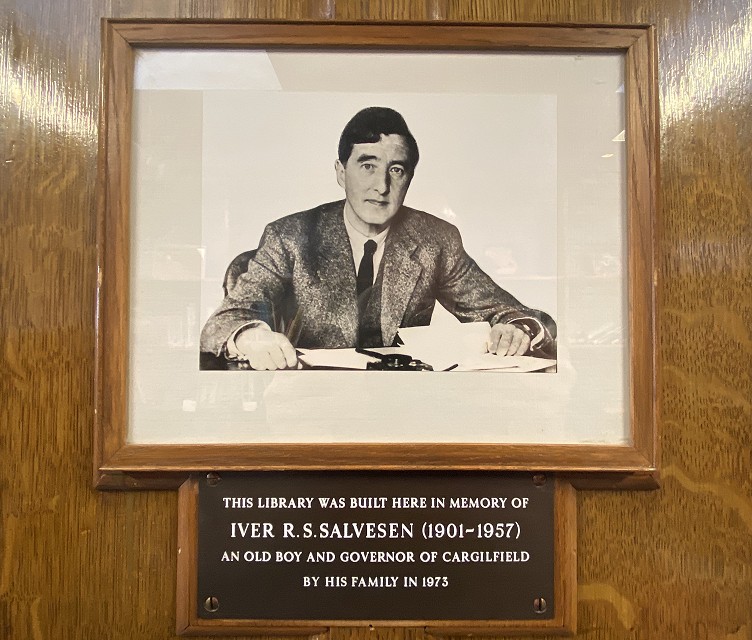 THIS LIBRARY WAS BUILT HERE IN MEMORY OF
IVER R.S.SALVESEN (1901-1957)
AN OLD BOY AND GOVERNOR OF CARGILFIELD
BY HIS FAMILY IN 1973